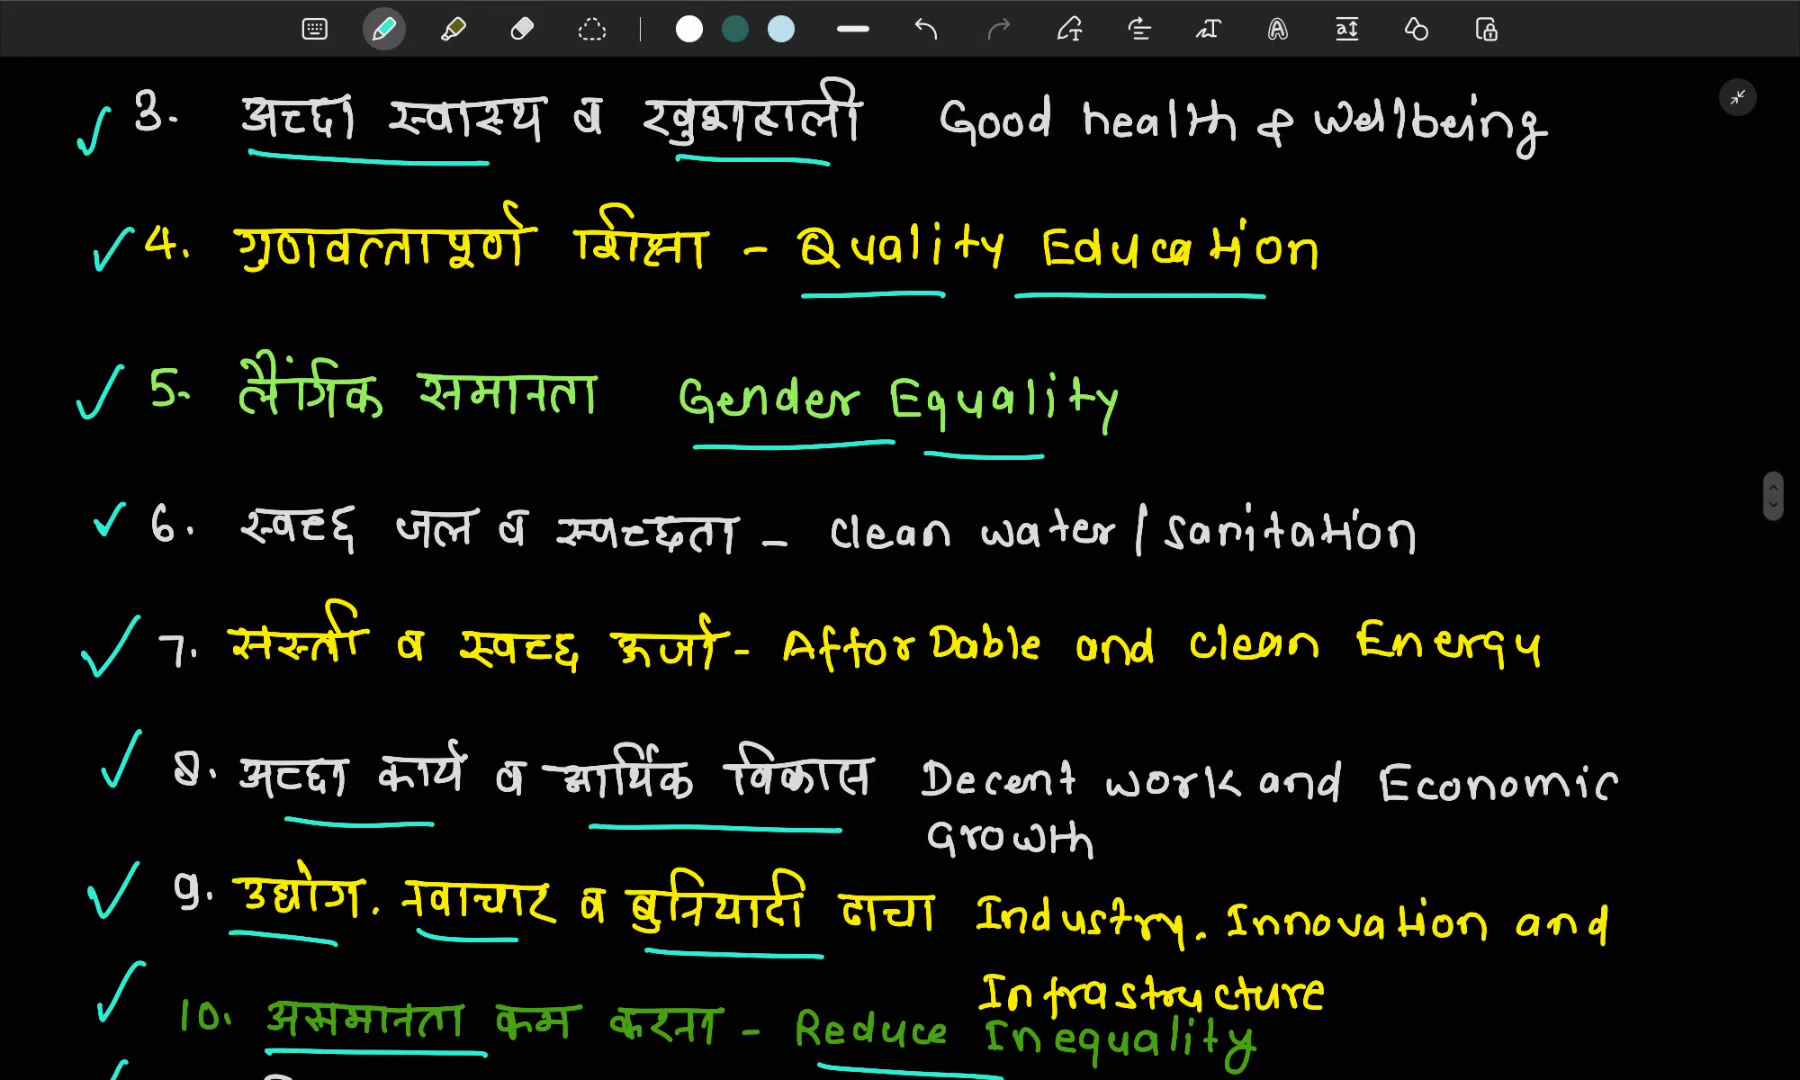 3. अच्छा स्वास्थ्य व खुशहाली Good health & wellbeing
4. गुणवत्तापूर्ण शिक्षा - Quality Education
5. लैंगिक समानता Gender Equality
6. स्वच्छ जल व स्वच्छता - clean water / sanitation
7. सस्ती व स्वच्छ ऊर्जा - Affordable and clean Energy
8. अच्छा कार्य व आर्थिक विकास Decent work and Economic
Growth
9. उद्योग. नवाचार व बुनियादी ढाचा Industry. Innovation and
Infrastructure
10. असमानता कम करना - Reduce Inequality